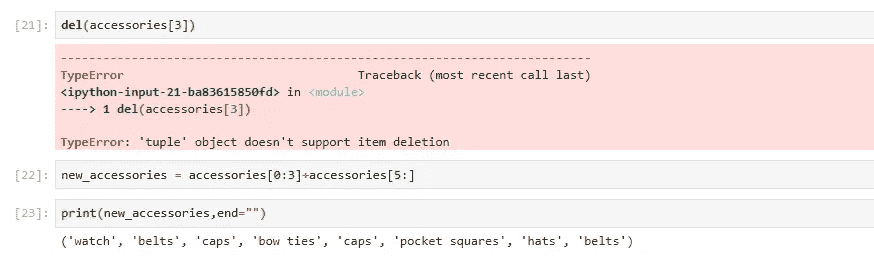 [21]: del(accessories[3])
---------------------------------------------------------------------------
TypeError Traceback (most recent call last)
<ipython-input-21-ba83615850fd> in <module>
----> 1 del(accessories[3])
TypeError: 'tuple' object doesn't support item deletion
[22]: new_accessories = accessories[0:3]+accessories[5:]
[23]: print(new_accessories,end="")
('watch', 'belts', 'caps', 'bow ties', 'caps', 'pocket squares', 'hats', 'belts')